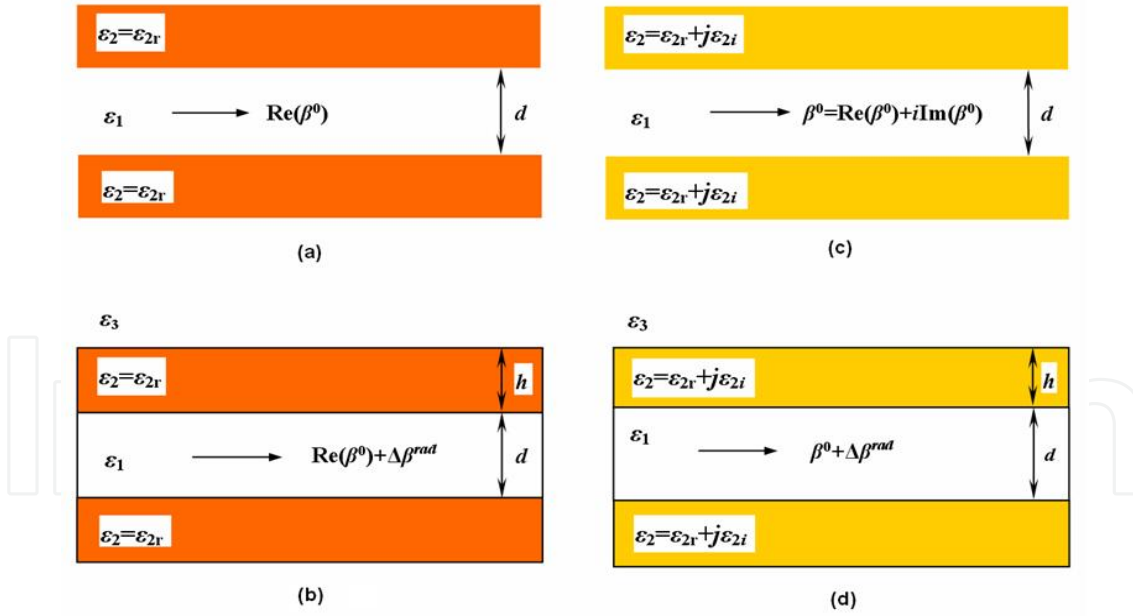 ε₂=ε₂ᵣ
ε₁ Re(β⁰) d
ε₂=ε₂ᵣ
(a)
ε₂=ε₂ᵣ+jε₂ᵢ
ε₁ β⁰=Re(β⁰)+iIm(β⁰) d
ε₂=ε₂ᵣ+jε₂ᵢ
(c)
ε₃
ε₂=ε₂ᵣ h
ε₁ Re(β⁰)+Δβʳᵃᵈ d
ε₂=ε₂ᵣ
(b)
ε₃
ε₂=ε₂ᵣ+jε₂ᵢ h
ε₁ β⁰+Δβʳᵃᵈ d
ε₂=ε₂ᵣ+jε₂ᵢ
(d)